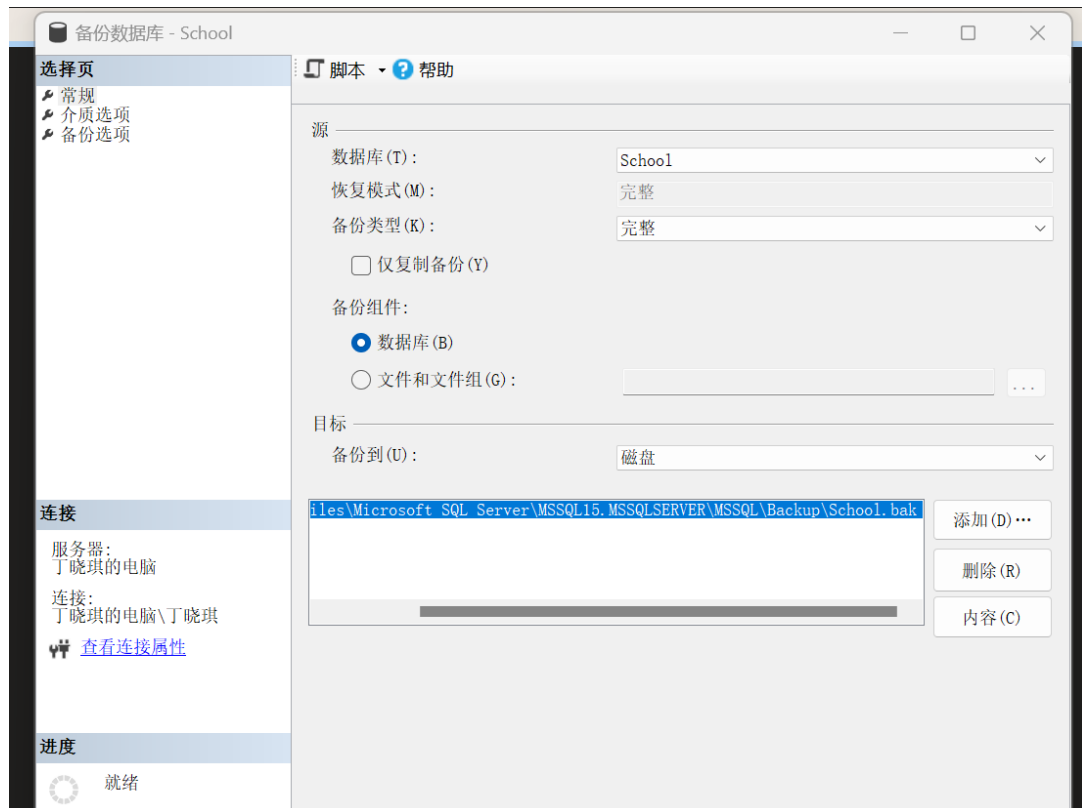 备份数据库 - School
选择页
常规
介质选项
备份选项
脚本 帮助
源
数据库(T):
School
恢复模式(M):
完整
备份类型(K):
完整
仅复制备份(Y)
备份组件:
数据库(B)
文件和文件组(G):
...
目标
备份到(U):
磁盘
iles\Microsoft SQL Server\MSSQL15.MSSQLSERVER\MSSQL\Backup\School.bak
添加(D)…
删除(R)
内容(C)
连接
服务器:
丁晓琪的电脑
连接:
丁晓琪的电脑\丁晓琪
查看连接属性
进度
就绪